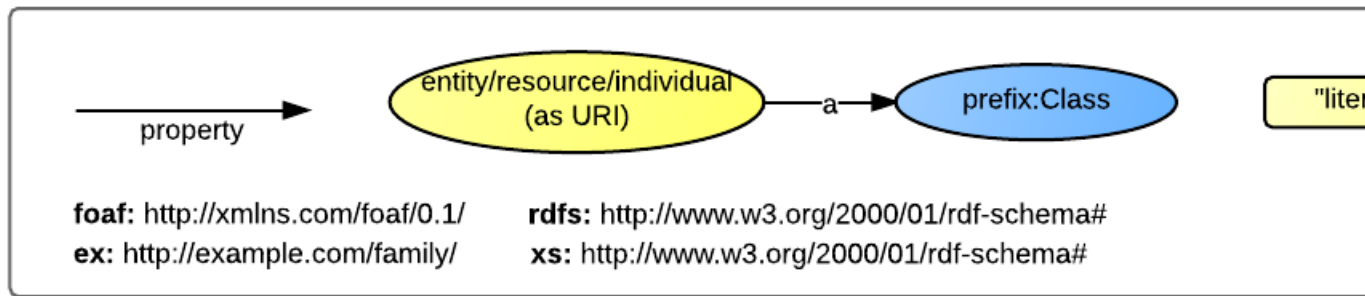 property
entity/resource/individual
(as URI)
a
prefix:Class
foaf: http://xmlns.com/foaf/0.1/
rdfs: http://www.w3.org/2000/01/rdf-schema#
ex: http://example.com/family/
xs: http://www.w3.org/2000/01/rdf-schema#